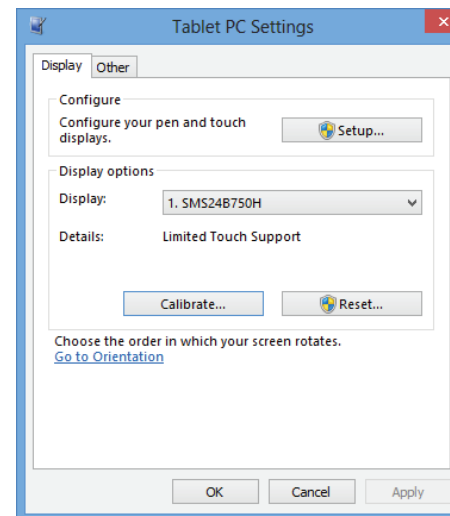 Tablet PC Settings
Display
Other
Configure
Configure your pen and touch
displays.
Setup...
Display options
Display:
1. SMS24B750H
Details:
Limited Touch Support
Calibrate...
Reset...
Choose the order in which your screen rotates.
Go to Orientation
OK
Cancel
Apply